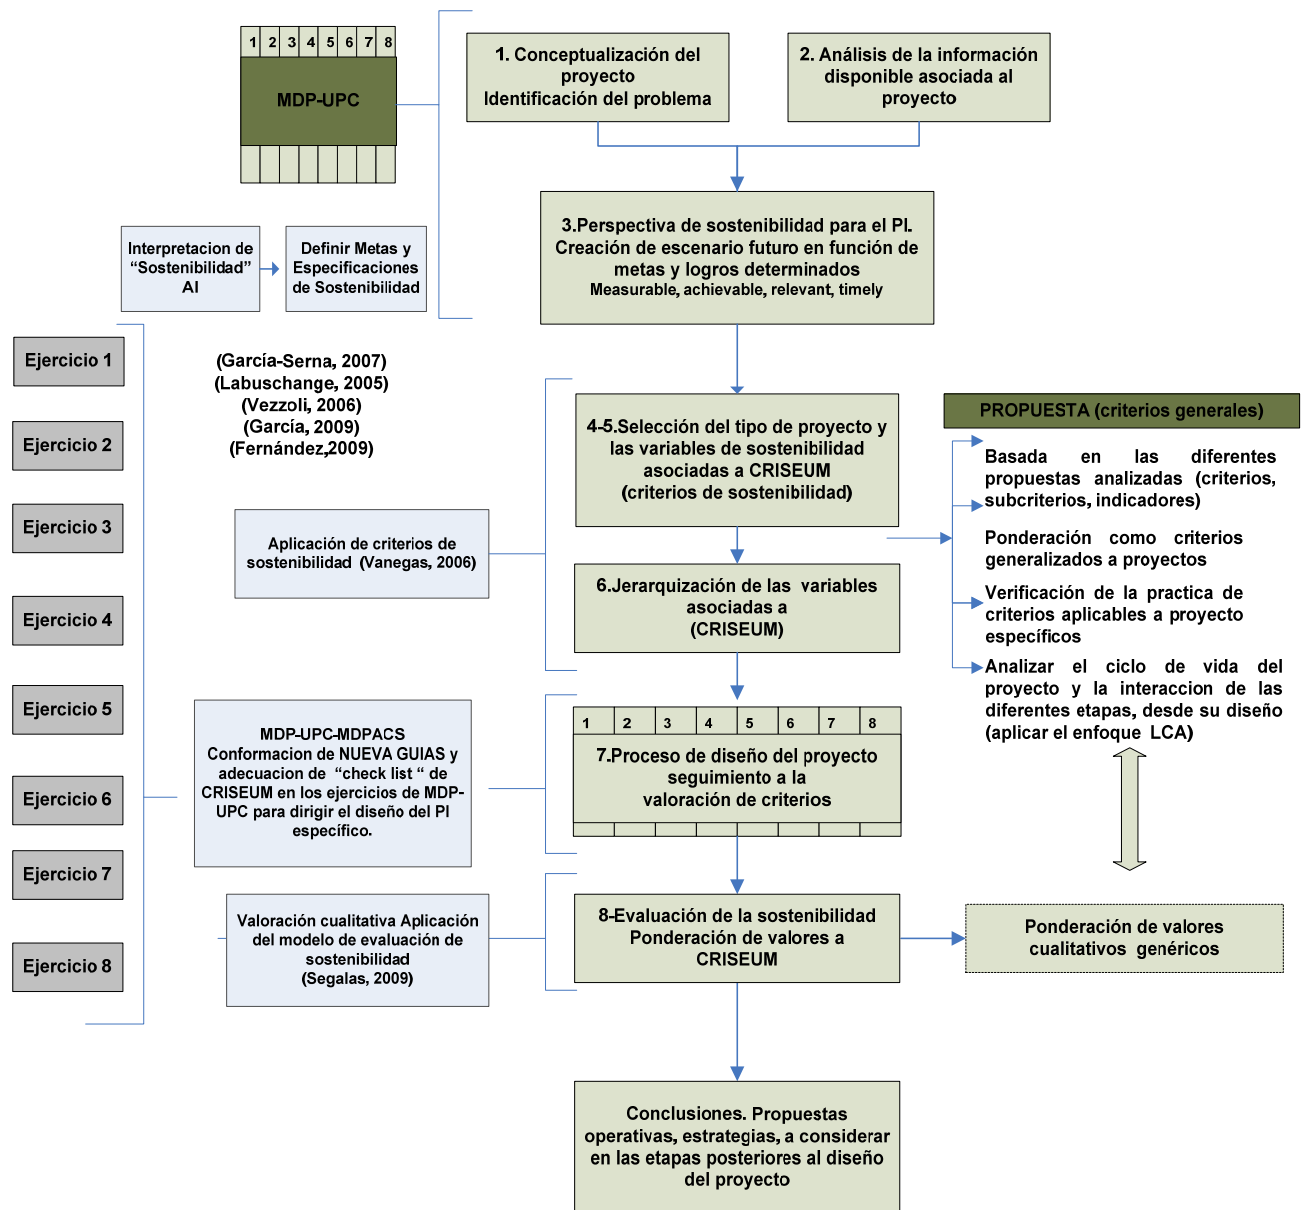 1 2 3 4 5 6 7 8
MDP-UPC
1. Conceptualización del
proyecto
Identificación del problema
2. Análisis de la información
disponible asociada al
proyecto
3.Perspectiva de sostenibilidad para el PI.
Creación de escenario futuro en función de
metas y logros determinados
Measurable, achievable, relevant, timely
Interpretacion de
“Sostenibilidad”
AI
Definir Metas y
Especificaciones
de Sostenibilidad
Ejercicio 1
Ejercicio 2
Ejercicio 3
Ejercicio 4
Ejercicio 5
Ejercicio 6
Ejercicio 7
Ejercicio 8
(García-Serna, 2007)
(Labuschange, 2005)
(Vezzoli, 2006)
(García, 2009)
(Fernández,2009)
4-5.Selección del tipo de proyecto y
las variables de sostenibilidad
asociadas a CRISEUM
(criterios de sostenibilidad)
Aplicación de criterios de
sostenibilidad (Vanegas, 2006)
6.Jerarquización de las variables
asociadas a
(CRISEUM)
PROPUESTA (criterios generales)
Basada en las diferentes
propuestas analizadas (criterios,
subcriterios, indicadores)
Ponderación como criterios
generalizados a proyectos
Verificación de la practica de
criterios aplicables a proyecto
específicos
Analizar el ciclo de vida del
proyecto y la interaccion de las
diferentes etapas, desde su diseño
(aplicar el enfoque LCA)
MDP-UPC-MDPACS
Conformacion de NUEVA GUIAS y
adecuacion de “check list “ de
CRISEUM en los ejercicios de MDP-
UPC para dirigir el diseño del PI
específico.
1 2 3 4 5 6 7 8
7.Proceso de diseño del proyecto
seguimiento a la
valoración de criterios
Valoración cualitativa Aplicación
del modelo de evaluación de
sostenibilidad
(Segalas, 2009)
8-Evaluación de la sostenibilidad
Ponderación de valores a
CRISEUM
Ponderación de valores
cualitativos genéricos
Conclusiones. Propuestas
operativas, estrategias, a considerar
en las etapas posteriores al diseño
del proyecto